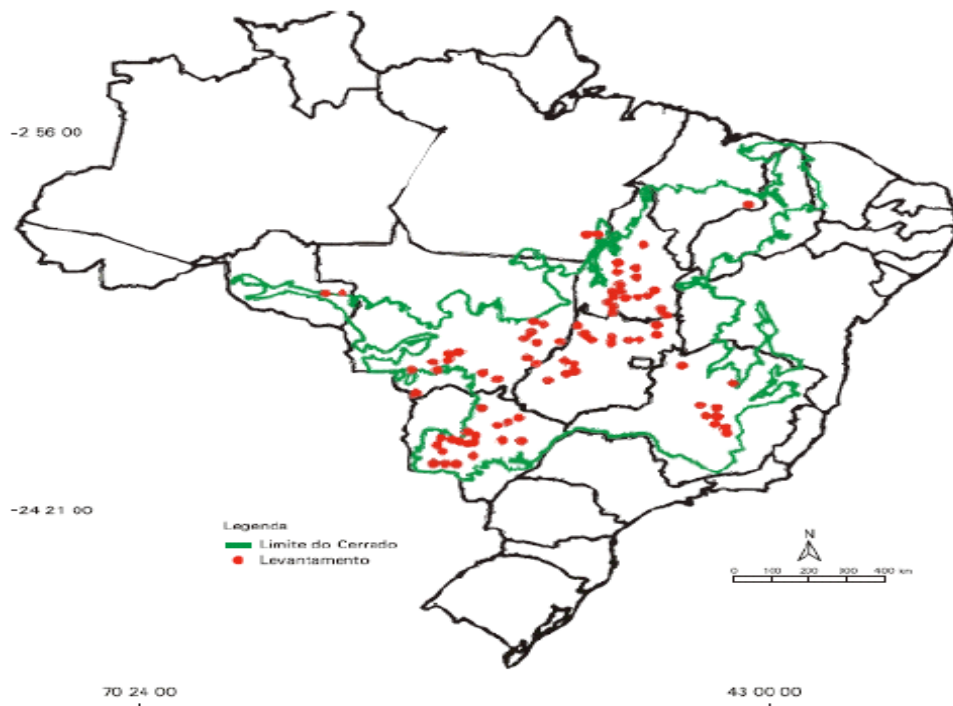 -2 56 00
-24 21 00
Legenda
Limite do Cerrado
Levantamento
N
0 100 200 300 400 km
70 24 00
43 00 00